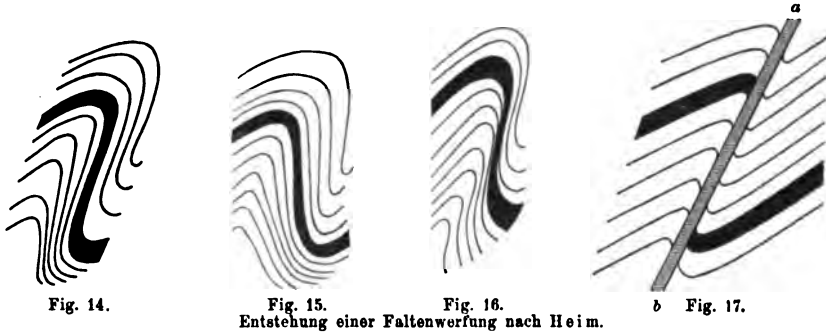 a
Fig. 14.
Fig. 15.
Fig. 16.
b Fig. 17.
Entstehung einer Faltenwerfung nach Heim.